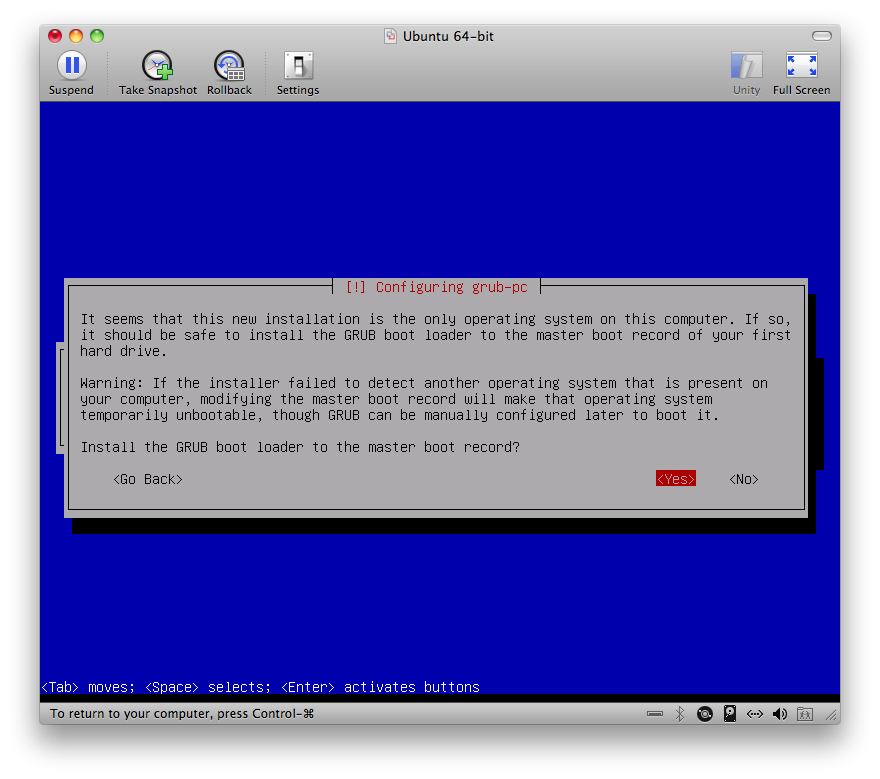 Ubuntu 64-bit
Suspend
Take Snapshot
Rollback
Settings
Unity
Full Screen
[!] Configuring grub-pc
It seems that this new installation is the only operating system on this computer. If so,
it should be safe to install the GRUB boot loader to the master boot record of your first
hard drive.
Warning: If the installer failed to detect another operating system that is present on
your computer, modifying the master boot record will make that operating system
temporarily unbootable, though GRUB can be manually configured later to boot it.
Install the GRUB boot loader to the master boot record?
<Go Back> <Yes> <No>
<Tab> moves; <Space> selects; <Enter> activates buttons
To return to your computer, press Control-⌘